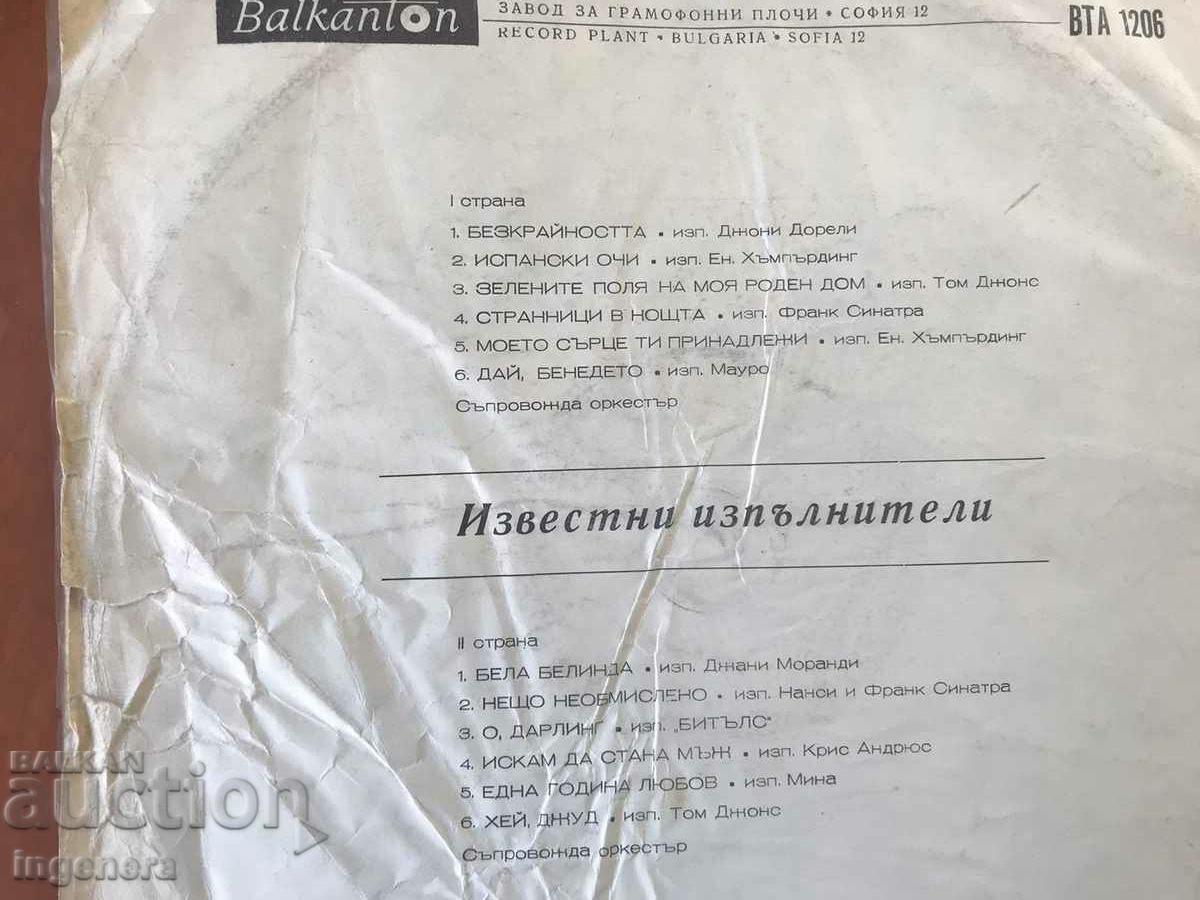 Balkanton
ЗАВОД ЗА ГРАМОФОННИ ПЛОЧИ • СОФИЯ 12
RECORD PLANT • BULGARIA • SOFIA 12
ВТА 1206
I страна
1. БЕЗКРАЙНОСТТА • изп. Джони Дорели
2. ИСПАНСКИ ОЧИ • изп. Ен. Хъмпърдинг
3. ЗЕЛЕНИТЕ ПОЛЯ НА МОЯ РОДЕН ДОМ • изп. Том Джонс
4. СТРАННИЦИ В НОЩТА • изп. Франк Синатра
5. МОЕТО СЪРЦЕ ТИ ПРИНАДЛЕЖИ • изп. Ен. Хъмпърдинг
6. ДАЙ, БЕНЕДЕТО • изп. Мауро
Съпровожда оркестър
Известни изпълнители
II страна
1. БЕЛА БЕЛИНДА • изп. Джани Моранди
2. НЕЩО НЕОБМИСЛЕНО • изп. Нанси и Франк Синатра
3. О, ДАРЛИНГ • изп. „БИТЪЛС"
4. ИСКАМ ДА СТАНА МЪЖ • изп. Крис Андрюс
5. ЕДНА ГОДИНА ЛЮБОВ • изп. Мина
6. ХЕЙ, ДЖУД • изп. Том Джонс
Съпровожда оркестър
BALKAN
auction
ingenera